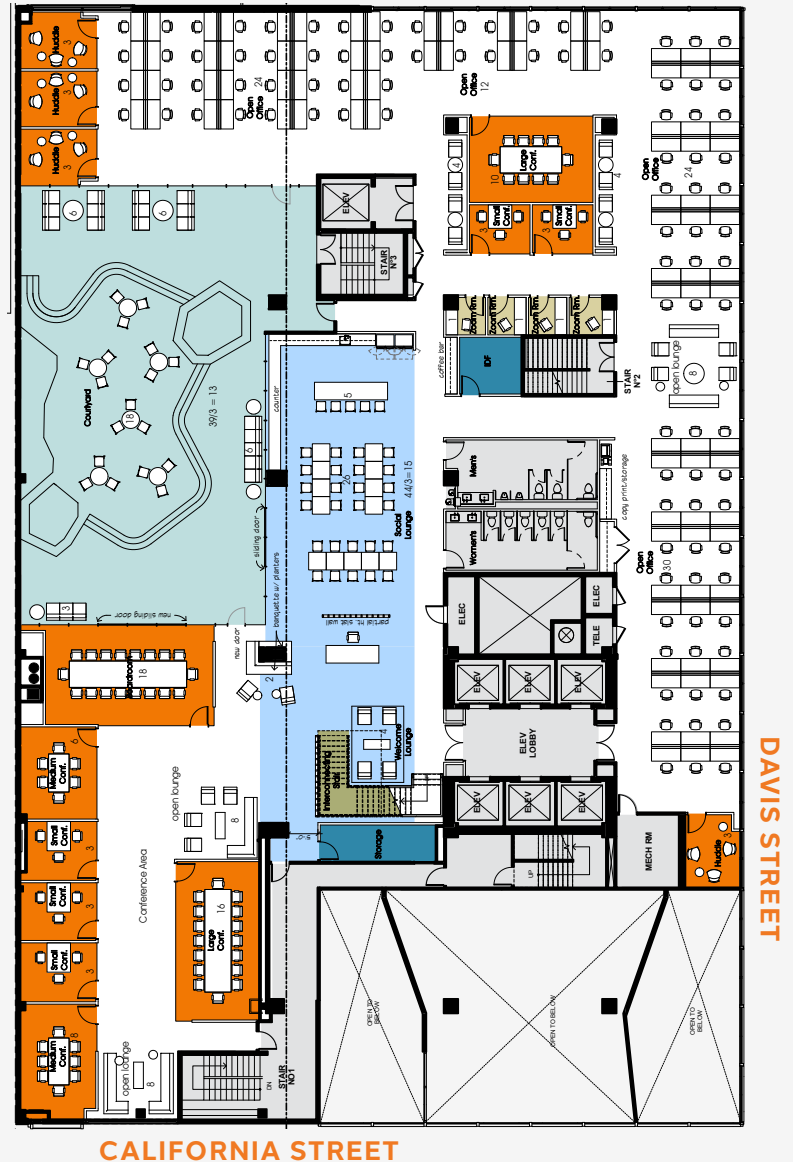 Huddle
3
Huddle
3
Huddle
3
Open
Office
24
Open
Office
12
Open
Office
24
Large
Conf.
10
4
4
Small
Conf.
3
Small
Conf.
3
6
6
ELEV
STAIR
N°3
Zoom Rm.
Zoom Rm.
Zoom Rm.
Zoom Rm.
coffee bar
IDF
STAIR
N°2
open lounge
8
Courtyard
18
39/3 = 13
6
counter
5
26
44/3=15
Social
Lounge
sliding door
Men's
Women's
copy print/storage
Open
Office
30
3
new sliding door
new door
banquette w/ planters
partial ht. slat wall
ELEC
ELEC
TELE
Boardroom
18
2
ELEV
ELEV
ELEV
ELEV
LOBBY
ELEV
ELEV
ELEV
Welcome
Lounge
4
Interconnecting
Stair
Medium
Conf.
6
open lounge
8
Small
Conf.
3
Small
Conf.
3
Small
Conf.
3
Conference Area
Large
Conf.
16
Storage
UP
MECH RM
Huddle
3
Medium
Conf.
8
open lounge
8
DN
STAIR
NO1
OPEN TO
BELOW
OPEN TO BELOW
OPEN TO
BELOW
DAVIS STREET
CALIFORNIA STREET